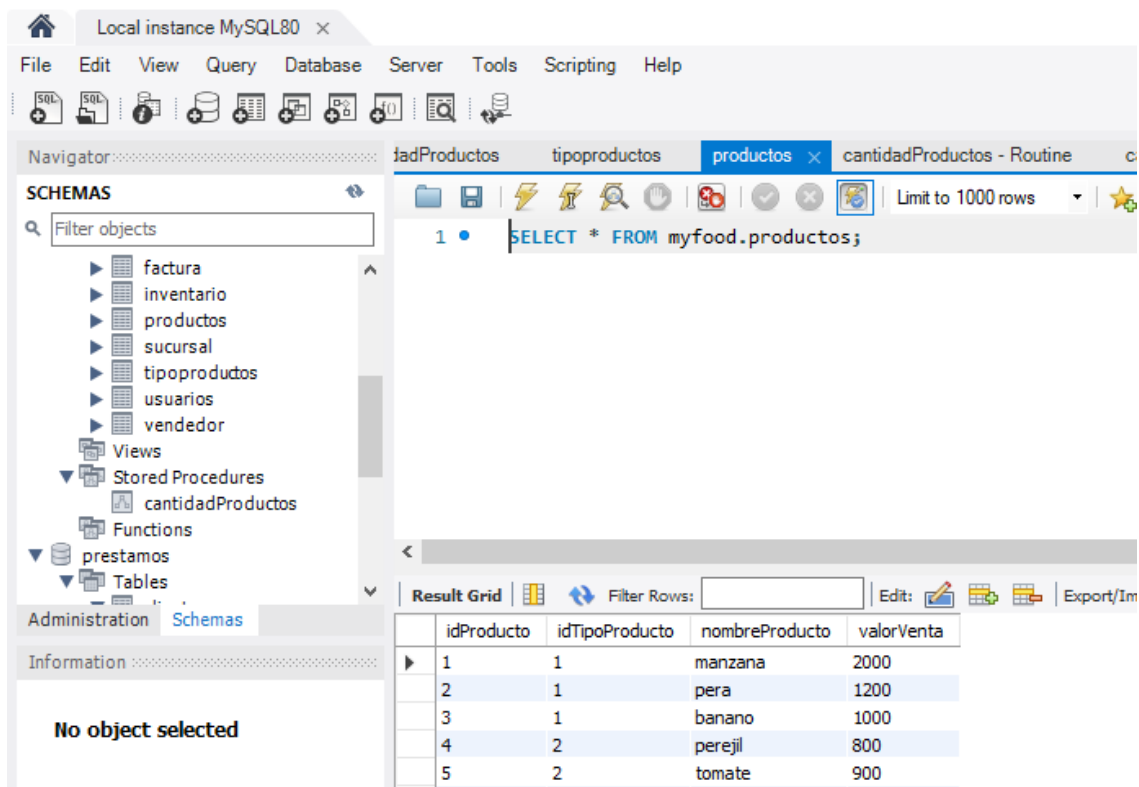 Local instance MySQL80 ×
File Edit View Query Database Server Tools Scripting Help
Navigator
SCHEMAS
Filter objects
factura
inventario
productos
sucursal
tipoproductos
usuarios
vendedor
Views
Stored Procedures
cantidadProductos
Functions
prestamos
Tables
Administration Schemas
Information
No object selected
dadProductos tipoproductos productos × cantidadProductos - Routine
Limit to 1000 rows
1 SELECT * FROM myfood.productos;
Result Grid Filter Rows: Edit: Export/Im
idProducto idTipoProducto nombreProducto valorVenta
1 1 manzana 2000
2 1 pera 1200
3 1 banano 1000
4 2 perejil 800
5 2 tomate 900